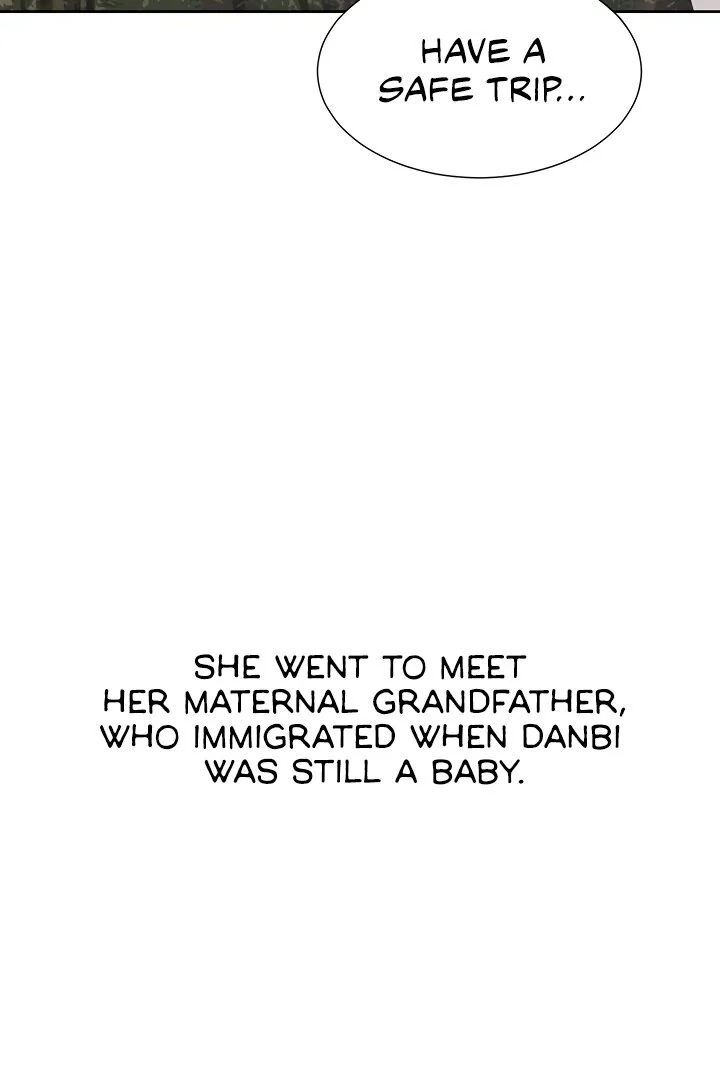 HAVE A
SAFE TRIP...
SHE WENT TO MEET
HER MATERNAL GRANDFATHER,
WHO IMMIGRATED WHEN DANBI
WAS STILL A BABY.